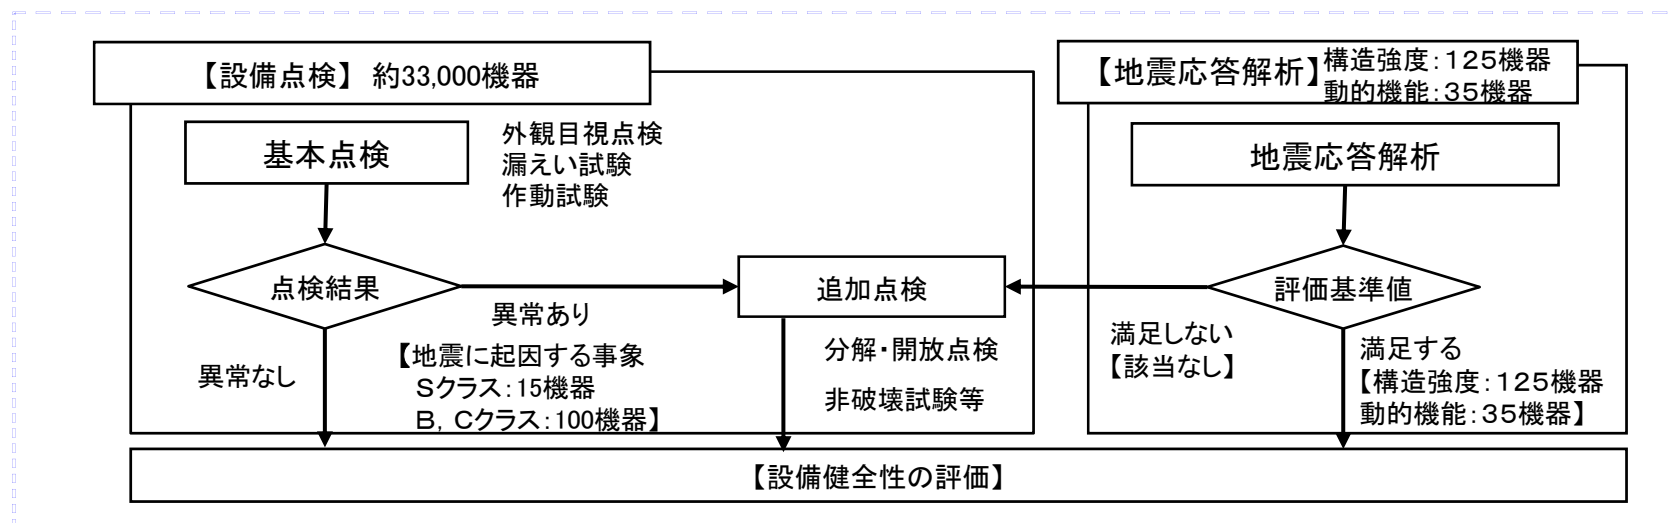 【設備点検】 約33,000機器
基本点検
外観目視点検
漏えい試験
作動試験
点検結果
異常あり
【地震に起因する事象
Sクラス:15機器
B,Cクラス:100機器】
異常なし
追加点検
分解・開放点検
非破壊試験等
【地震応答解析】
構造強度:125機器
動的機能:35機器
地震応答解析
評価基準値
満足しない
【該当なし】
満足する
【構造強度:125機器
動的機能:35機器】
【設備健全性の評価】